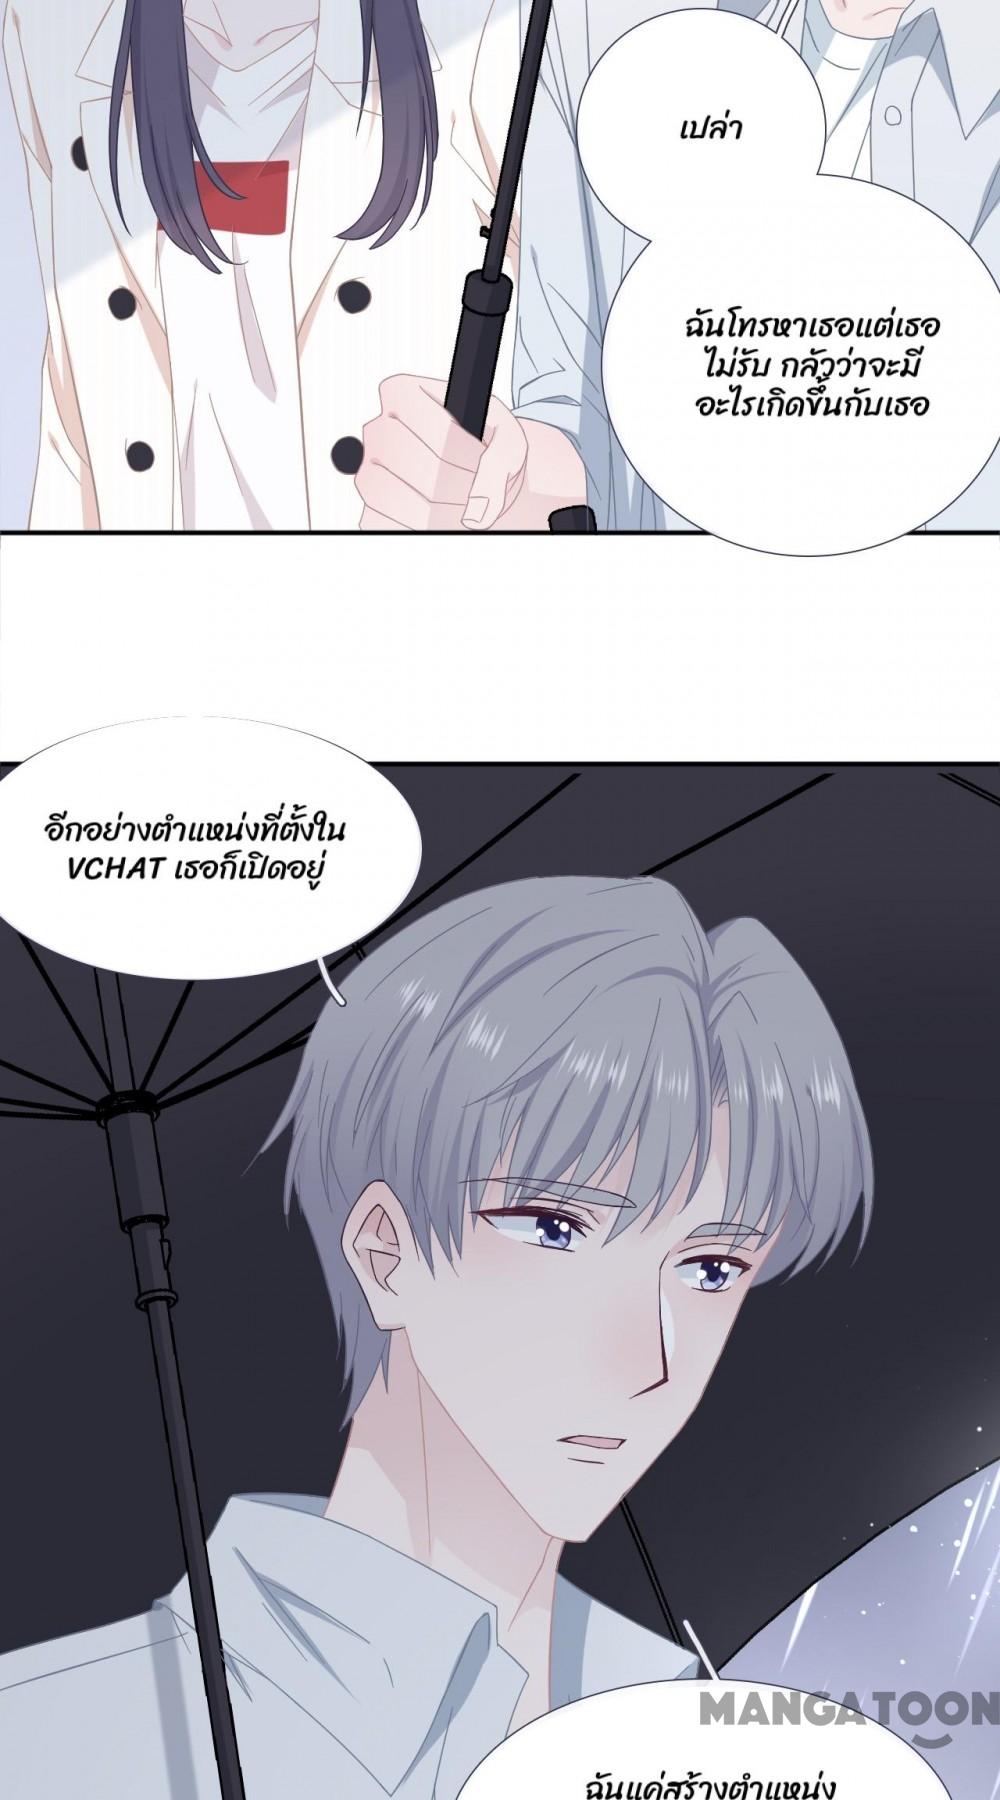 เปล่า
ฉันโทรหาเธอแต่เธอ
ไม่รับ กลัวว่าจะมี
อะไรเกิดขึ้นกับเธอ
อีกอย่างตำแหน่งที่ตั้งใน
VCHAT เธอก็เปิดอยู่
MANGATOON
ฉันแค่สร้างตำแหน่ง